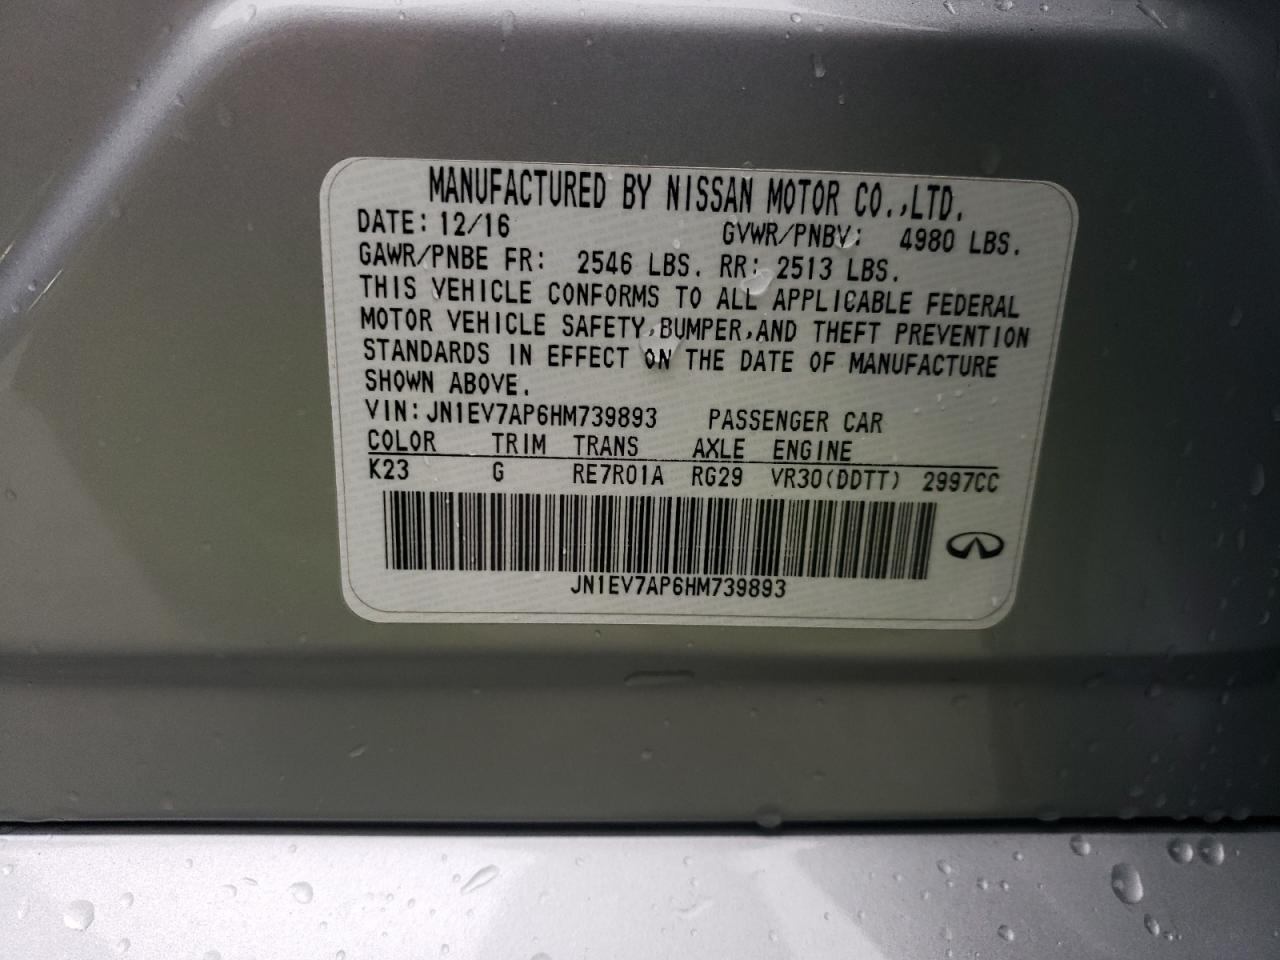 MANUFACTURED BY NISSAN MOTOR CO.,LTD.
DATE: 12/16 GVWR/PNBV: 4980 LBS.
GAWR/PNBE FR: 2546 LBS. RR: 2513 LBS.
THIS VEHICLE CONFORMS TO ALL APPLICABLE FEDERAL
MOTOR VEHICLE SAFETY,BUMPER,AND THEFT PREVENTION
STANDARDS IN EFFECT ON THE DATE OF MANUFACTURE
SHOWN ABOVE.
VIN: JN1EV7AP6HM739893 PASSENGER CAR
COLOR TRIM TRANS AXLE ENGINE
K23 G RE7R01A RG29 VR30(DDTT) 2997CC
JN1EV7AP6HM739893